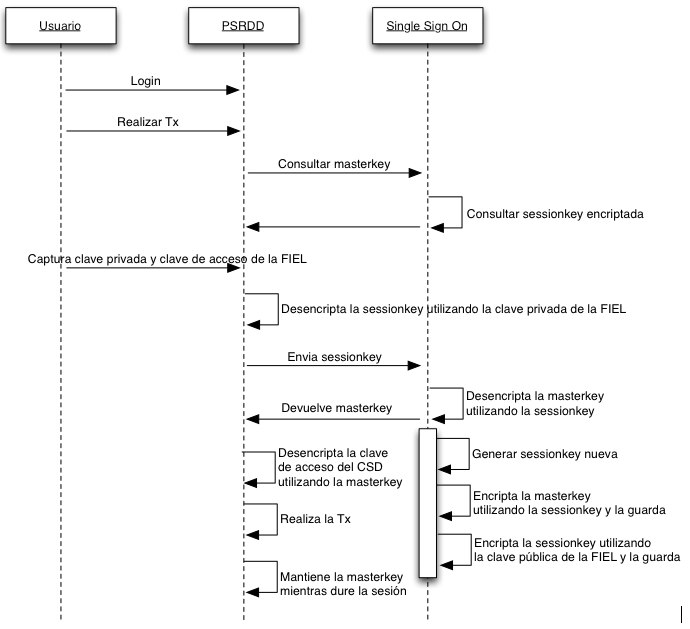 Usuario
PSRDD
Single Sign On
Login
Realizar Tx
Consultar masterkey
Consultar sessionkey encriptada
Captura clave privada y clave de acceso de la FIEL
Desencripta la sessionkey utilizando la clave privada de la FIEL
Envia sessionkey
Desencripta la masterkey
utilizando la sessionkey
Devuelve masterkey
Desencripta la clave
de acceso del CSD
utilizando la masterkey
Generar sessionkey nueva
Encripta la masterkey
utilizando la sessionkey y la guarda
Realiza la Tx
Encripta la sessionkey utilizando
la clave pública de la FIEL y la guarda
Mantiene la masterkey
mientras dure la sesión